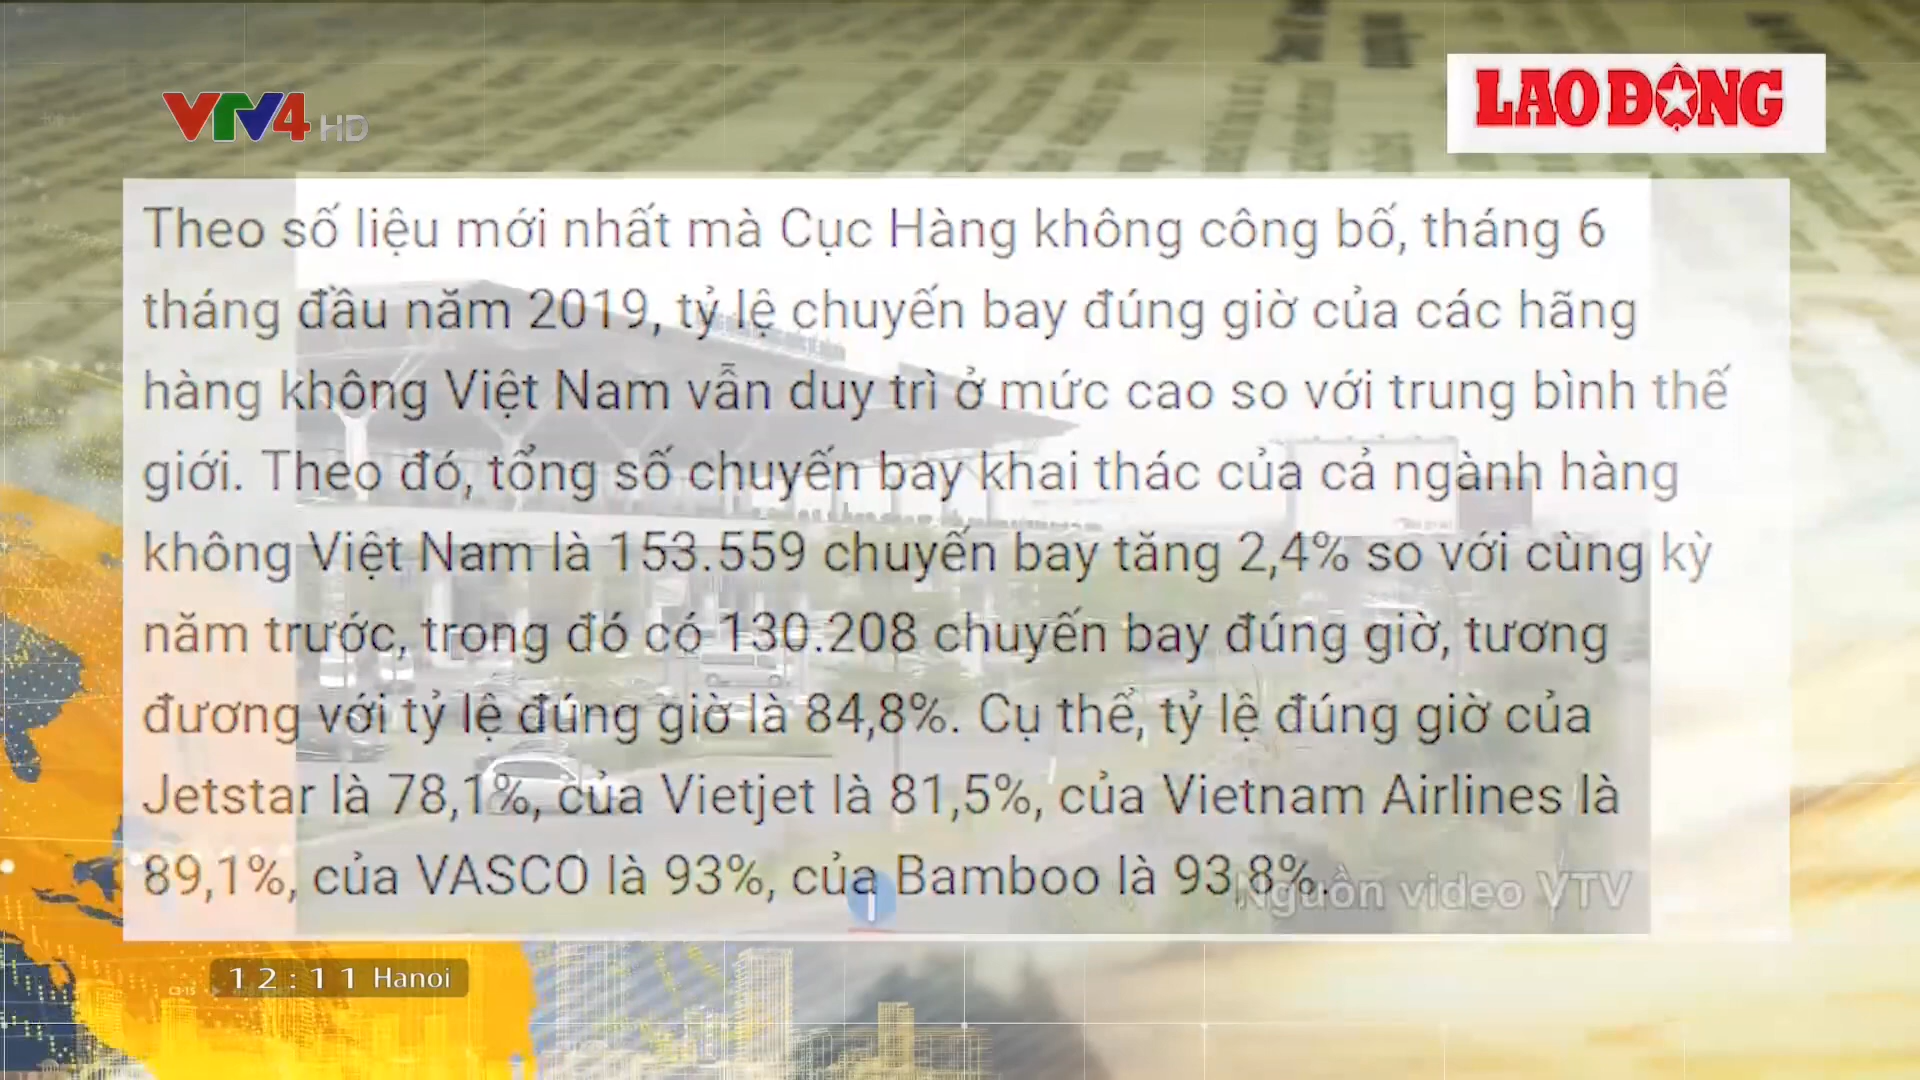 VTV4 HD
LAO ĐỘNG
Theo số liệu mới nhất mà Cục Hàng không công bố, tháng 6
tháng đầu năm 2019, tỷ lệ chuyến bay đúng giờ của các hãng
hàng không Việt Nam vẫn duy trì ở mức cao so với trung bình thế
giới. Theo đó, tổng số chuyến bay khai thác của cả ngành hàng
không Việt Nam là 153.559 chuyến bay tăng 2,4% so với cùng kỳ
năm trước, trong đó có 130.208 chuyến bay đúng giờ, tương
đương với tỷ lệ đúng giờ là 84,8%. Cụ thể, tỷ lệ đúng giờ của
Jetstar là 78,1%, của Vietjet là 81,5%, của Vietnam Airlines là
89,1%, của VASCO là 93%, của Bamboo là 93,8%.
Nguồn video VTV
12:11 Hanoi